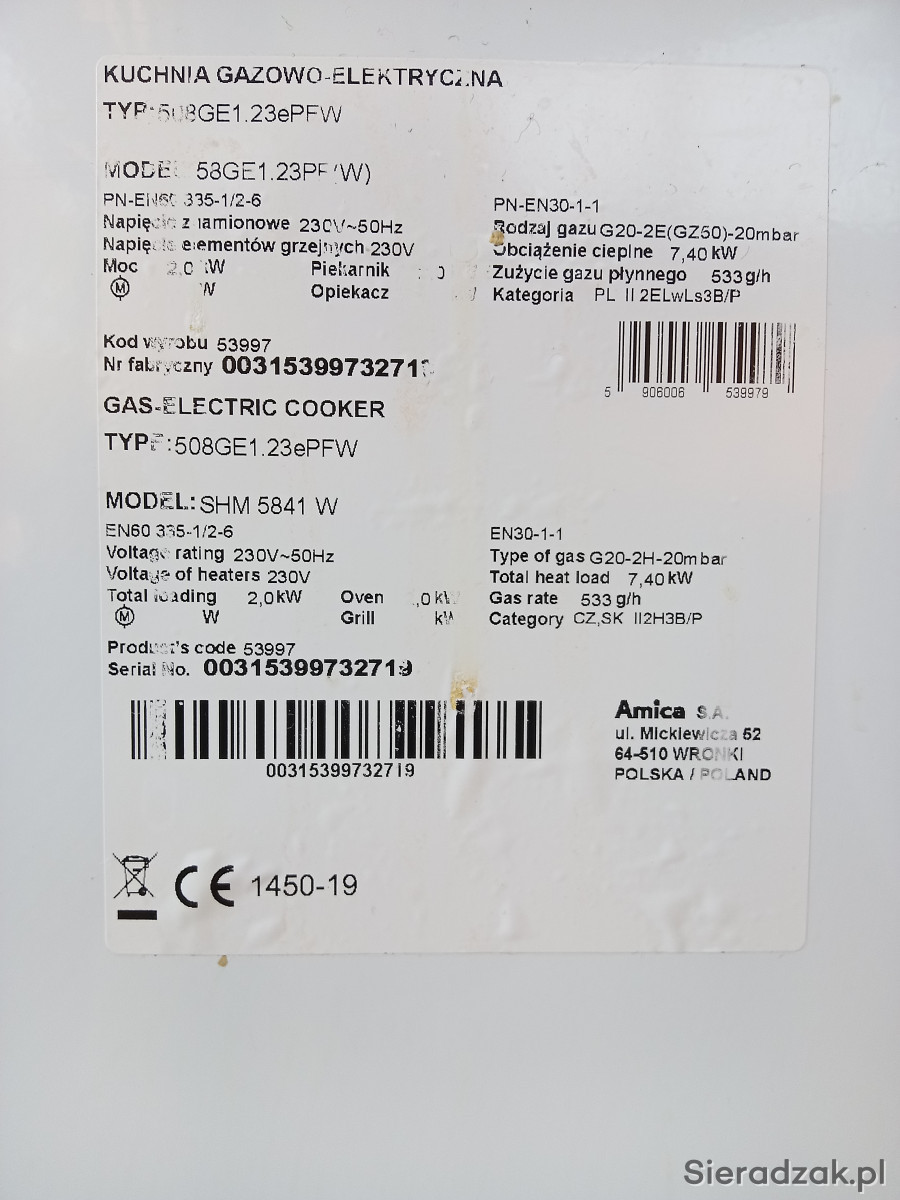 KUCHNIA GAZOWO-ELEKTRYCZNA
TYP: 508GE1.23ePFW
MODEL 58GE1.23PF(W)
PN-EN60 335-1/2-6
Napięcie znamionowe 230V~50Hz
Napięcie elementów grzejnych 230V
Moc 2,0 kW Piekarnik
W Opiekacz
PN-EN30-1-1
Rodzaj gazu G20-2E(GZ50)-20mbar
Obciążenie cieplne 7,40 kW
Zużycie gazu płynnego 533g/h
Kategoria PL II 2ELwLs3B/P
5 906006 539979
Kod wyrobu 53997
Nr fabryczny
GAS-ELECTRIC COOKER
TYPE: 508GE1.23ePFW
MODEL: SHM 5841 W
EN60 335-1/2-6
Voltage rating 230V~50Hz
Voltage of heaters 230V
Total loading 2,0kW Oven kW
M W Grill kW
EN30-1-1
Type of gas G20-2H-20mbar
Total heat load 7,40 kW
Gas rate 533 g/h
Category CZ,SK II2H3B/P
Product's code 53997
Serial No. 00315399732719
00315399732719
Amica S.A.
ul. Mickiewicza 52
64-510 WRONKI
POLSKA / POLAND
CE 1450-19
Sieradzak.pl